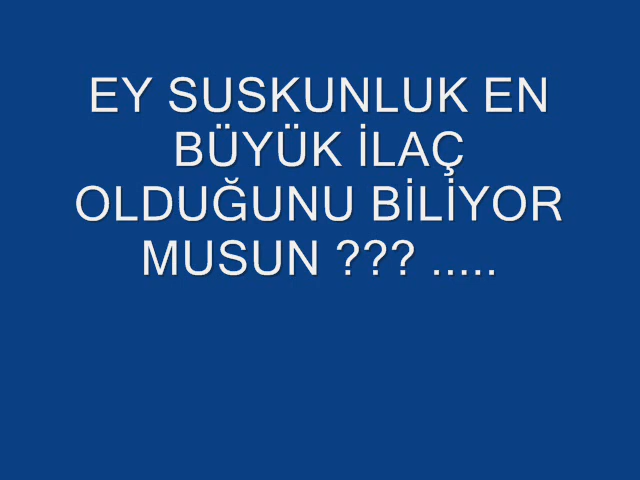 EY SUSKUNLUK EN
BÜYÜK İLAÇ
OLDUĞUNU BİLİYOR
MUSUN ??? .....